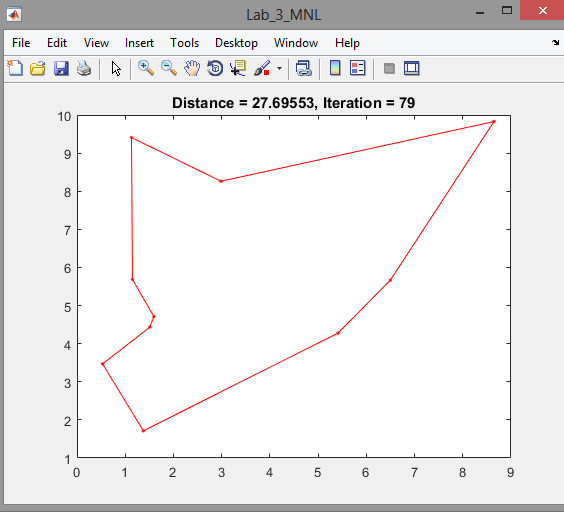 Lab_3_MNL
File Edit View Insert Tools Desktop Window Help
Distance = 27.69553, Iteration = 79
10
9
8
7
6
5
4
3
2
1
0 1 2 3 4 5 6 7 8 9